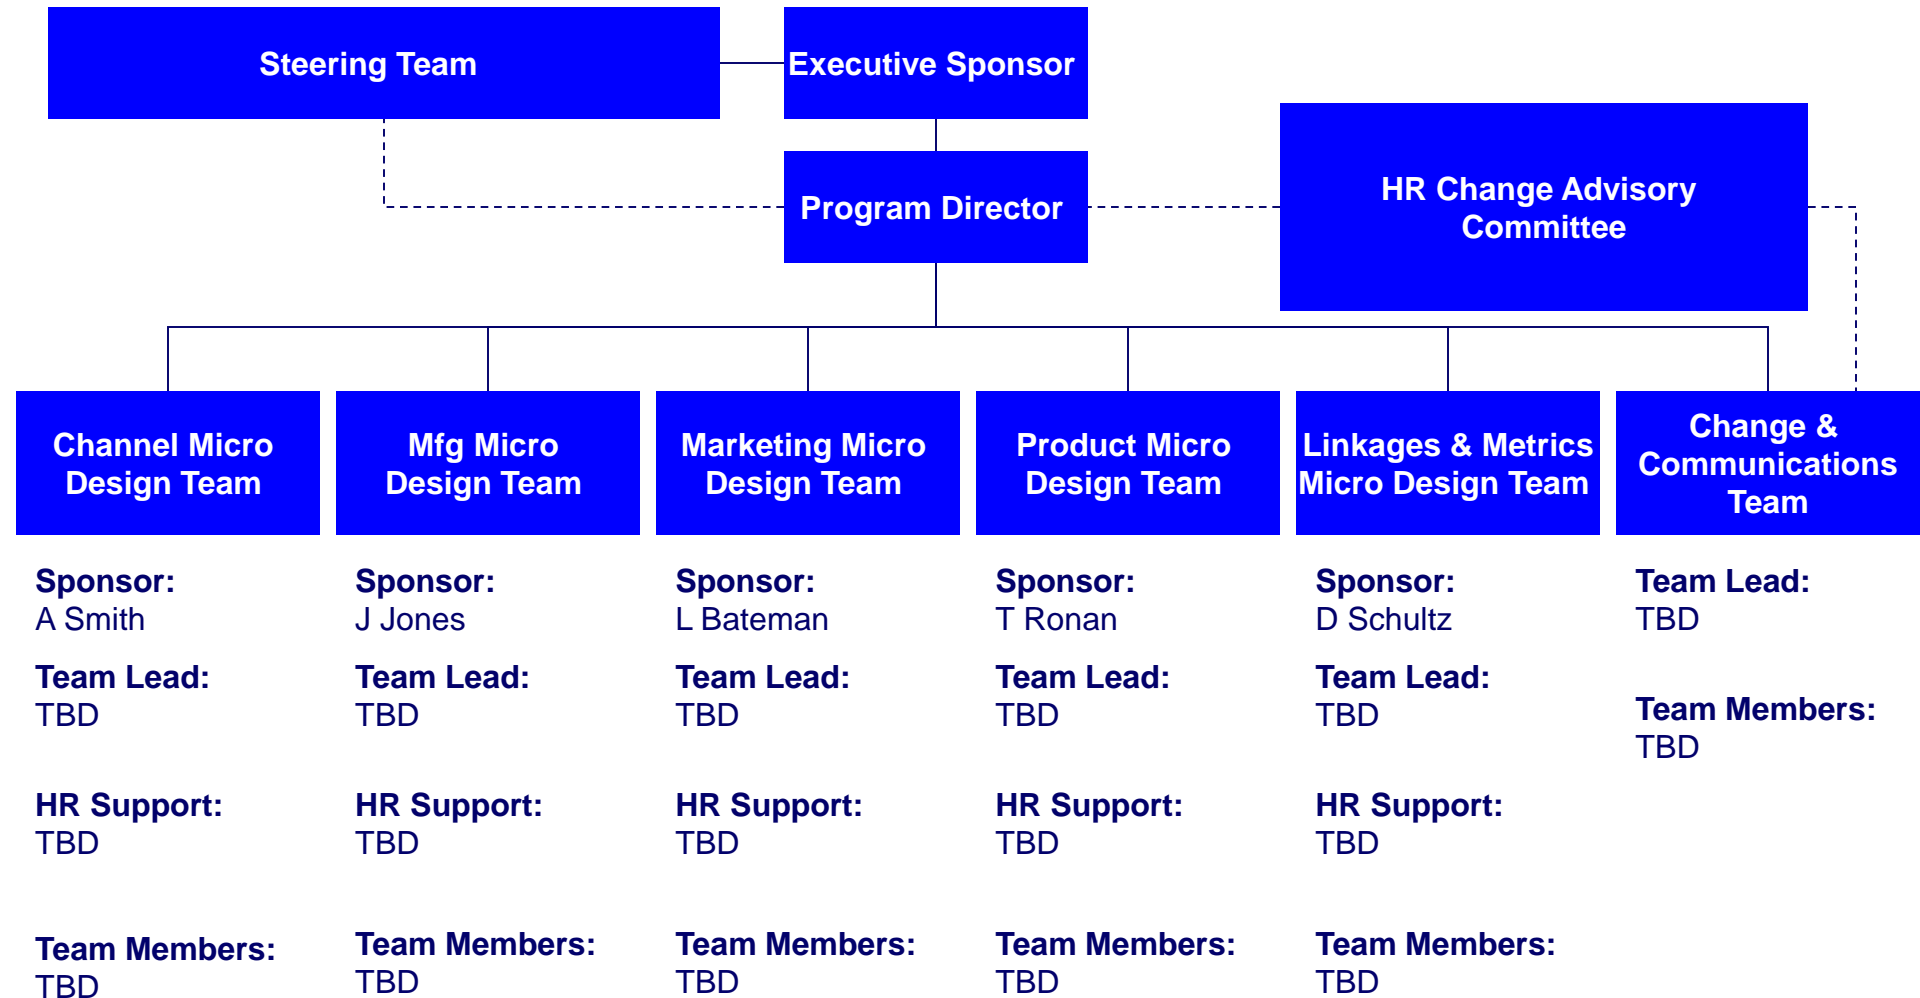 Steering Team
Executive Sponsor
Program Director
HR Change Advisory
Committee
Channel Micro
Design Team
Mfg Micro
Design Team
Marketing Micro
Design Team
Product Micro
Design Team
Linkages & Metrics
Micro Design Team
Change &
Communications
Team
Sponsor:
A Smith
Team Lead:
TBD
HR Support:
TBD
Team Members:
TBD
Sponsor:
J Jones
Team Lead:
TBD
HR Support:
TBD
Team Members:
TBD
Sponsor:
L Bateman
Team Lead:
TBD
HR Support:
TBD
Team Members:
TBD
Sponsor:
T Ronan
Team Lead:
TBD
HR Support:
TBD
Team Members:
TBD
Sponsor:
D Schultz
Team Lead:
TBD
HR Support:
TBD
Team Members:
TBD
Team Lead:
TBD
Team Members:
TBD